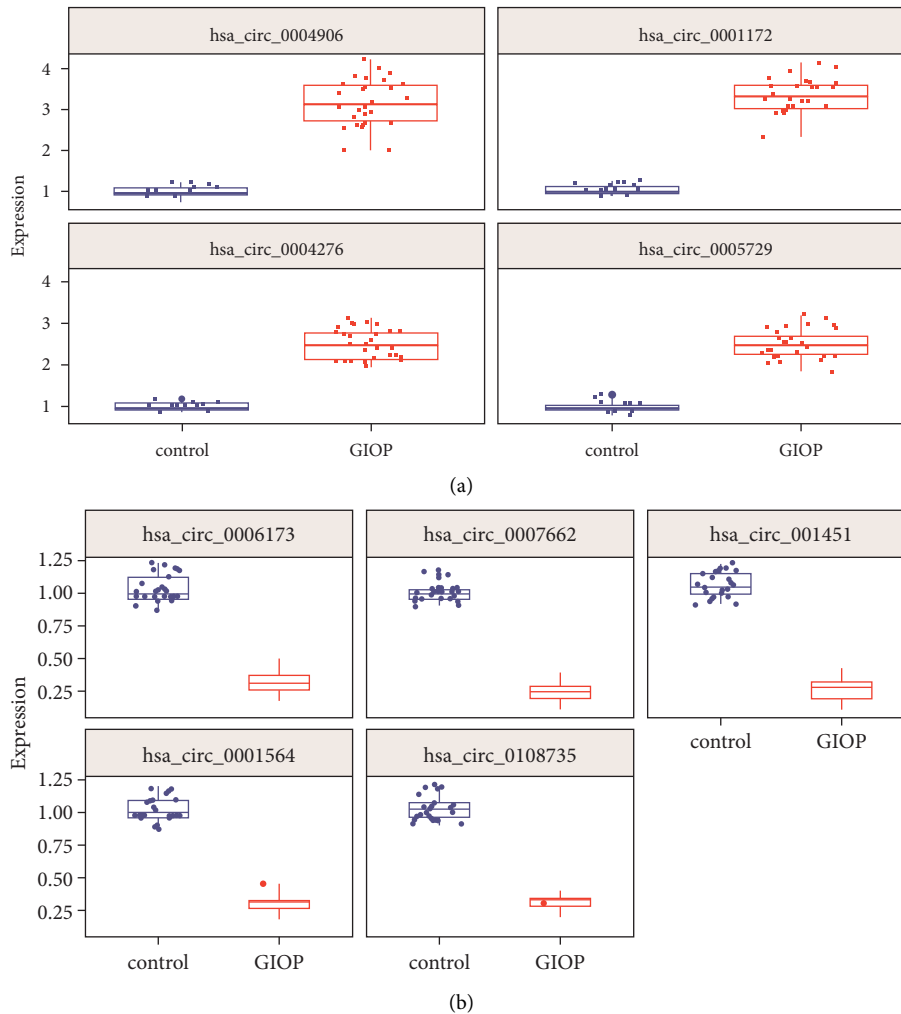 hsa_circ_0004906 hsa_circ_0001172
4
3
2
1
Expression
hsa_circ_0004276 hsa_circ_0005729
4
3
2
1
control GIOP control GIOP
(a)
hsa_circ_0006173 hsa_circ_0007662 hsa_circ_001451
1.25
1.00
0.75
0.50
0.25
Expression
control GIOP
hsa_circ_0001564 hsa_circ_0108735
1.25
1.00
0.75
0.50
0.25
control GIOP control GIOP
(b)